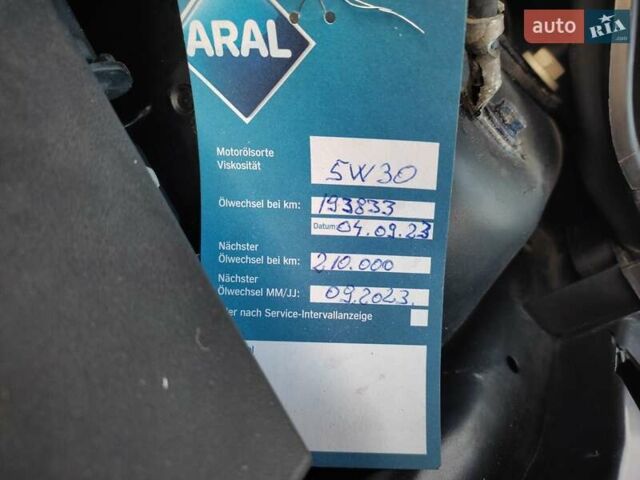 auto RIA .com
ARAL
Motorölsorte
Viskosität
5W30
Ölwechsel bei km: 193833
Datum 04.09.23
Nächster
Ölwechsel bei km: 210.000
Nächster
Ölwechsel MM/JJ: 09.2023.
der nach Service-Intervallanzeige